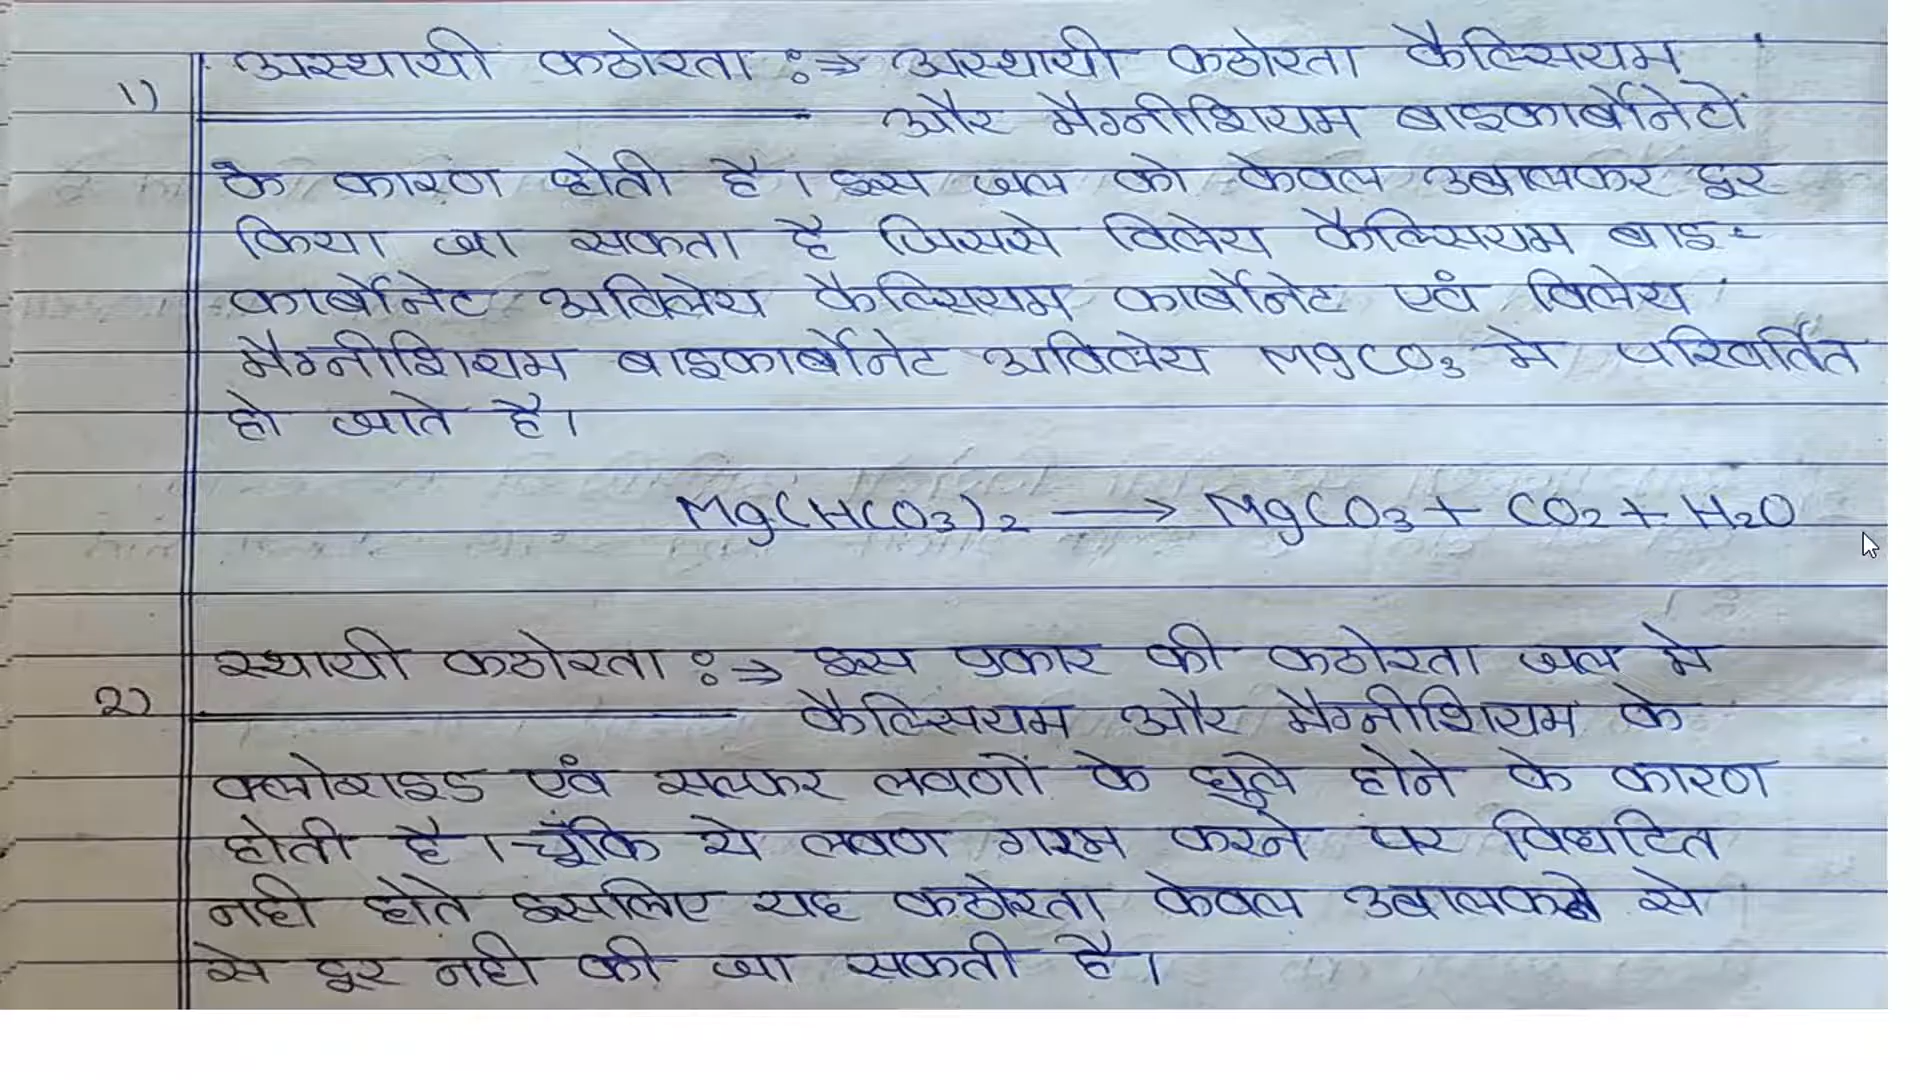 1) अस्थायी कठोरता :→ अस्थायी कठोरता कैल्सियम
और मैग्नीशियम बाइकार्बोनेटों
के कारण होती है। इस जल को केवल उबालकर दूर
किया जा सकता है जिससे विलेय कैल्सियम बाइ-
कार्बोनेट अविलेय कैल्सियम कार्बोनेट एवं विलेय
मैग्नीशियम बाइकार्बोनेट अविलेय MgCO₃ मे परिवर्तित
हो जाते है।
Mg(HCO₃)₂ → MgCO₃ + CO₂ + H₂O
2) स्थायी कठोरता :→ इस प्रकार की कठोरता जल मे
कैल्सियम और मैग्नीशियम के
क्लोराइड एवं सल्फर लवणों के घुले होने के कारण
होती है। चूँकि ये लवण गरम करने पर विघटित
नही होते इसलिए यह कठोरता केवल उबालकने से
से दूर नही की जा सकती है।